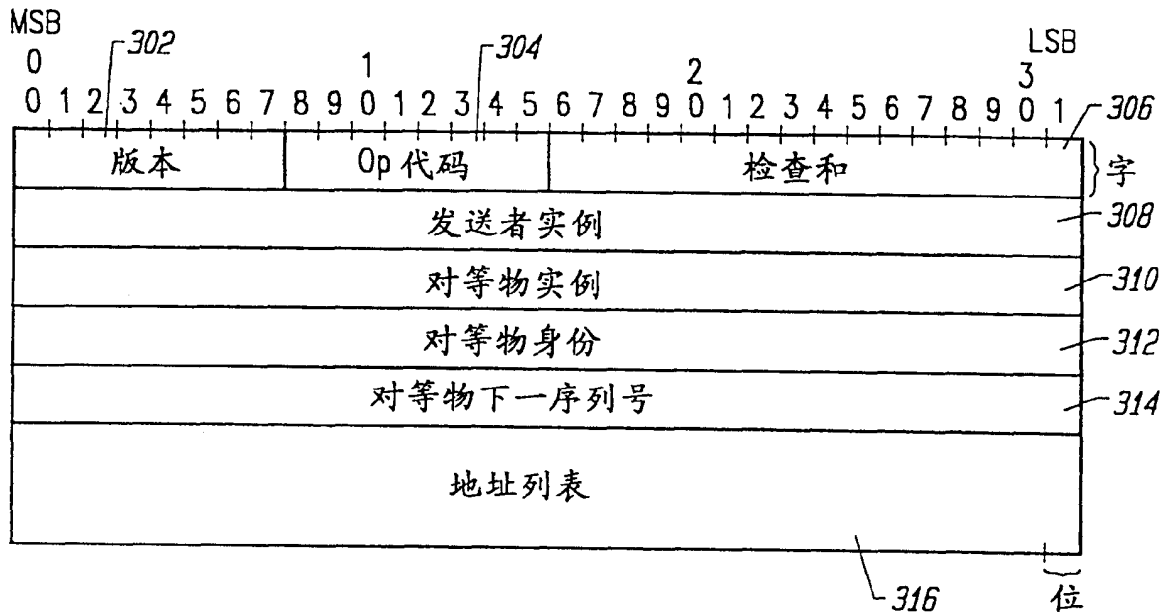 MSB 302 304 LSB
0 1 2 3
0 1 2 3 4 5 6 7 8 9 0 1 2 3 4 5 6 7 8 9 0 1 2 3 4 5 6 7 8 9 0 1 306
版本 Op 代码 检查和 字
发送者实例 308
对等物实例 310
对等物身份 312
对等物下一序列号 314
地址列表
316 位